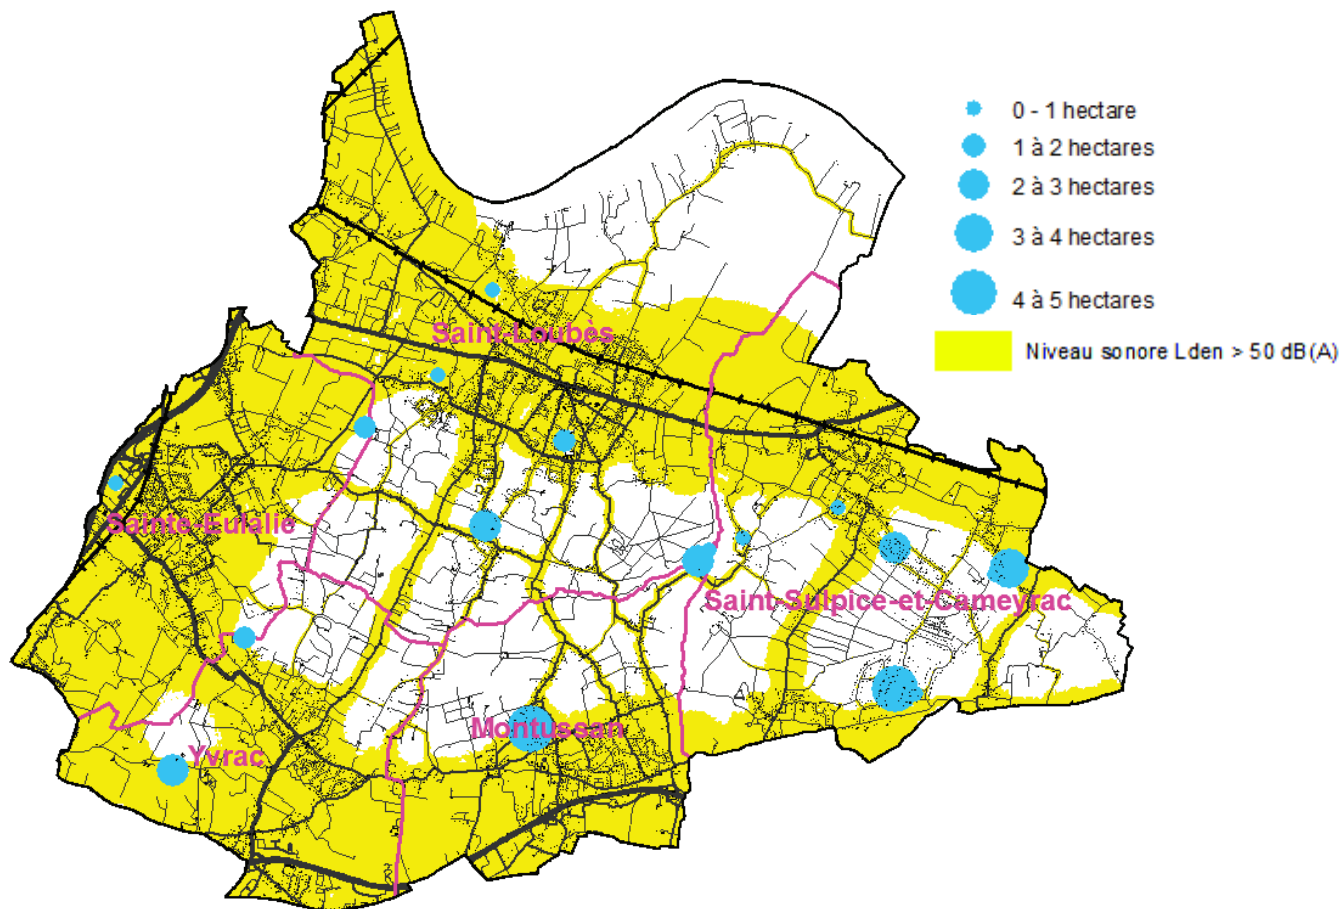 0 - 1 hectare
1 à 2 hectares
2 à 3 hectares
3 à 4 hectares
4 à 5 hectares
Niveau sonore Lden > 50 dB(A)
Saint-Loubès
Sainte-Eulalie
Saint-Sulpice-et-Cameyrac
Montussan
Yvrac